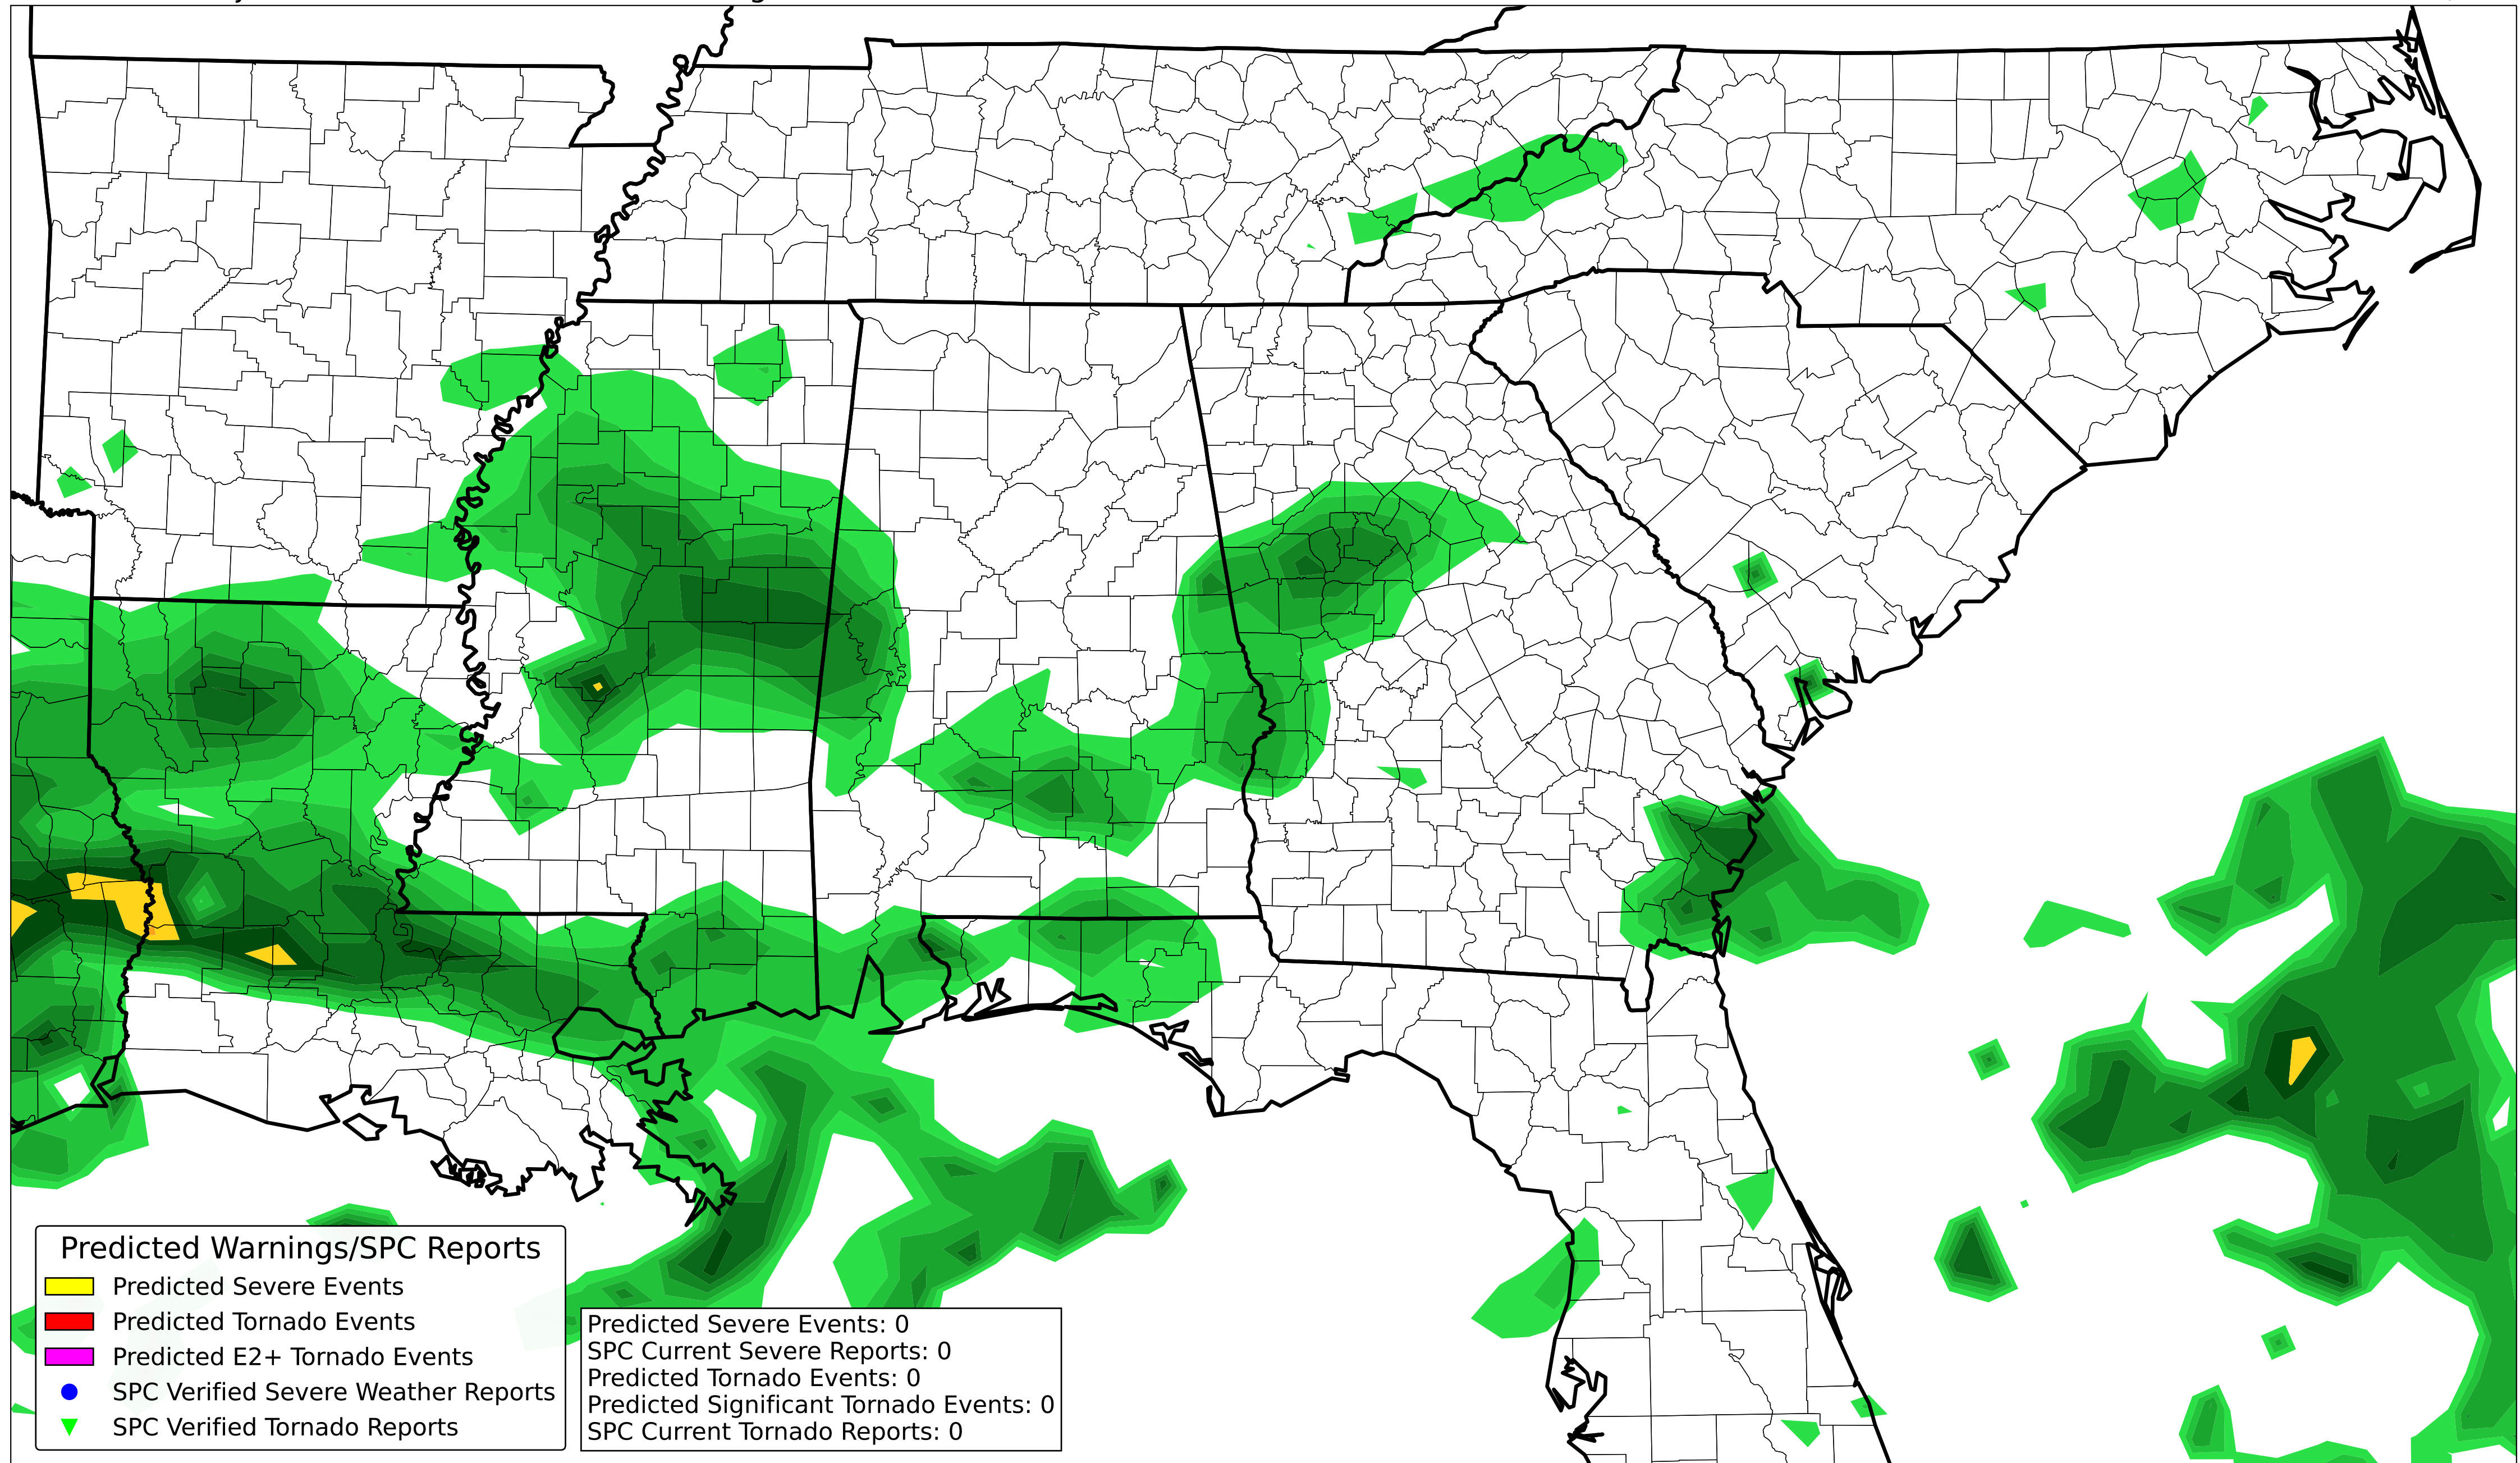 Predicted Warnings/SPC Reports
Predicted Severe Events
Predicted Tornado Events
Predicted E2+ Tornado Events
SPC Verified Severe Weather Reports
SPC Verified Tornado Reports
Predicted Severe Events: 0
SPC Current Severe Reports: 0
Predicted Tornado Events: 0
Predicted Significant Tornado Events: 0
SPC Current Tornado Reports: 0